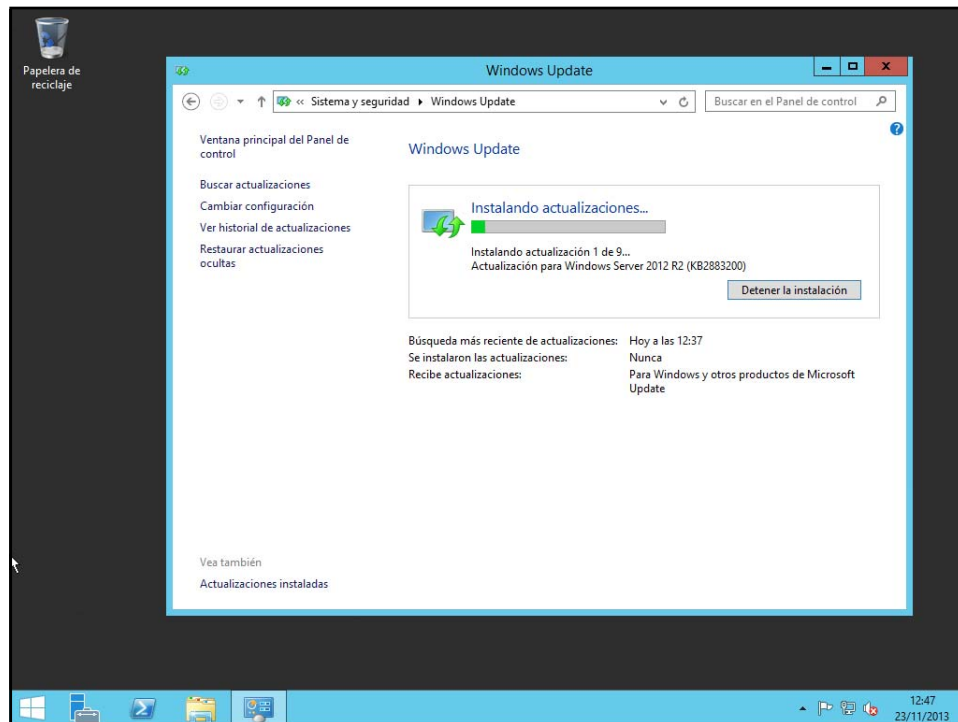 Papelera de
reciclaje
Windows Update
« Sistema y seguridad Windows Update
Buscar en el Panel de control
Ventana principal del Panel de
control
Buscar actualizaciones
Cambiar configuración
Ver historial de actualizaciones
Restaurar actualizaciones
ocultas
Windows Update
Instalando actualizaciones...
Instalando actualización 1 de 9...
Actualización para Windows Server 2012 R2 (KB2883200)
Detener la instalación
Búsqueda más reciente de actualizaciones: Hoy a las 12:37
Se instalaron las actualizaciones: Nunca
Recibe actualizaciones: Para Windows y otros productos de Microsoft
Update
Vea también
Actualizaciones instaladas
12:47
23/11/2013